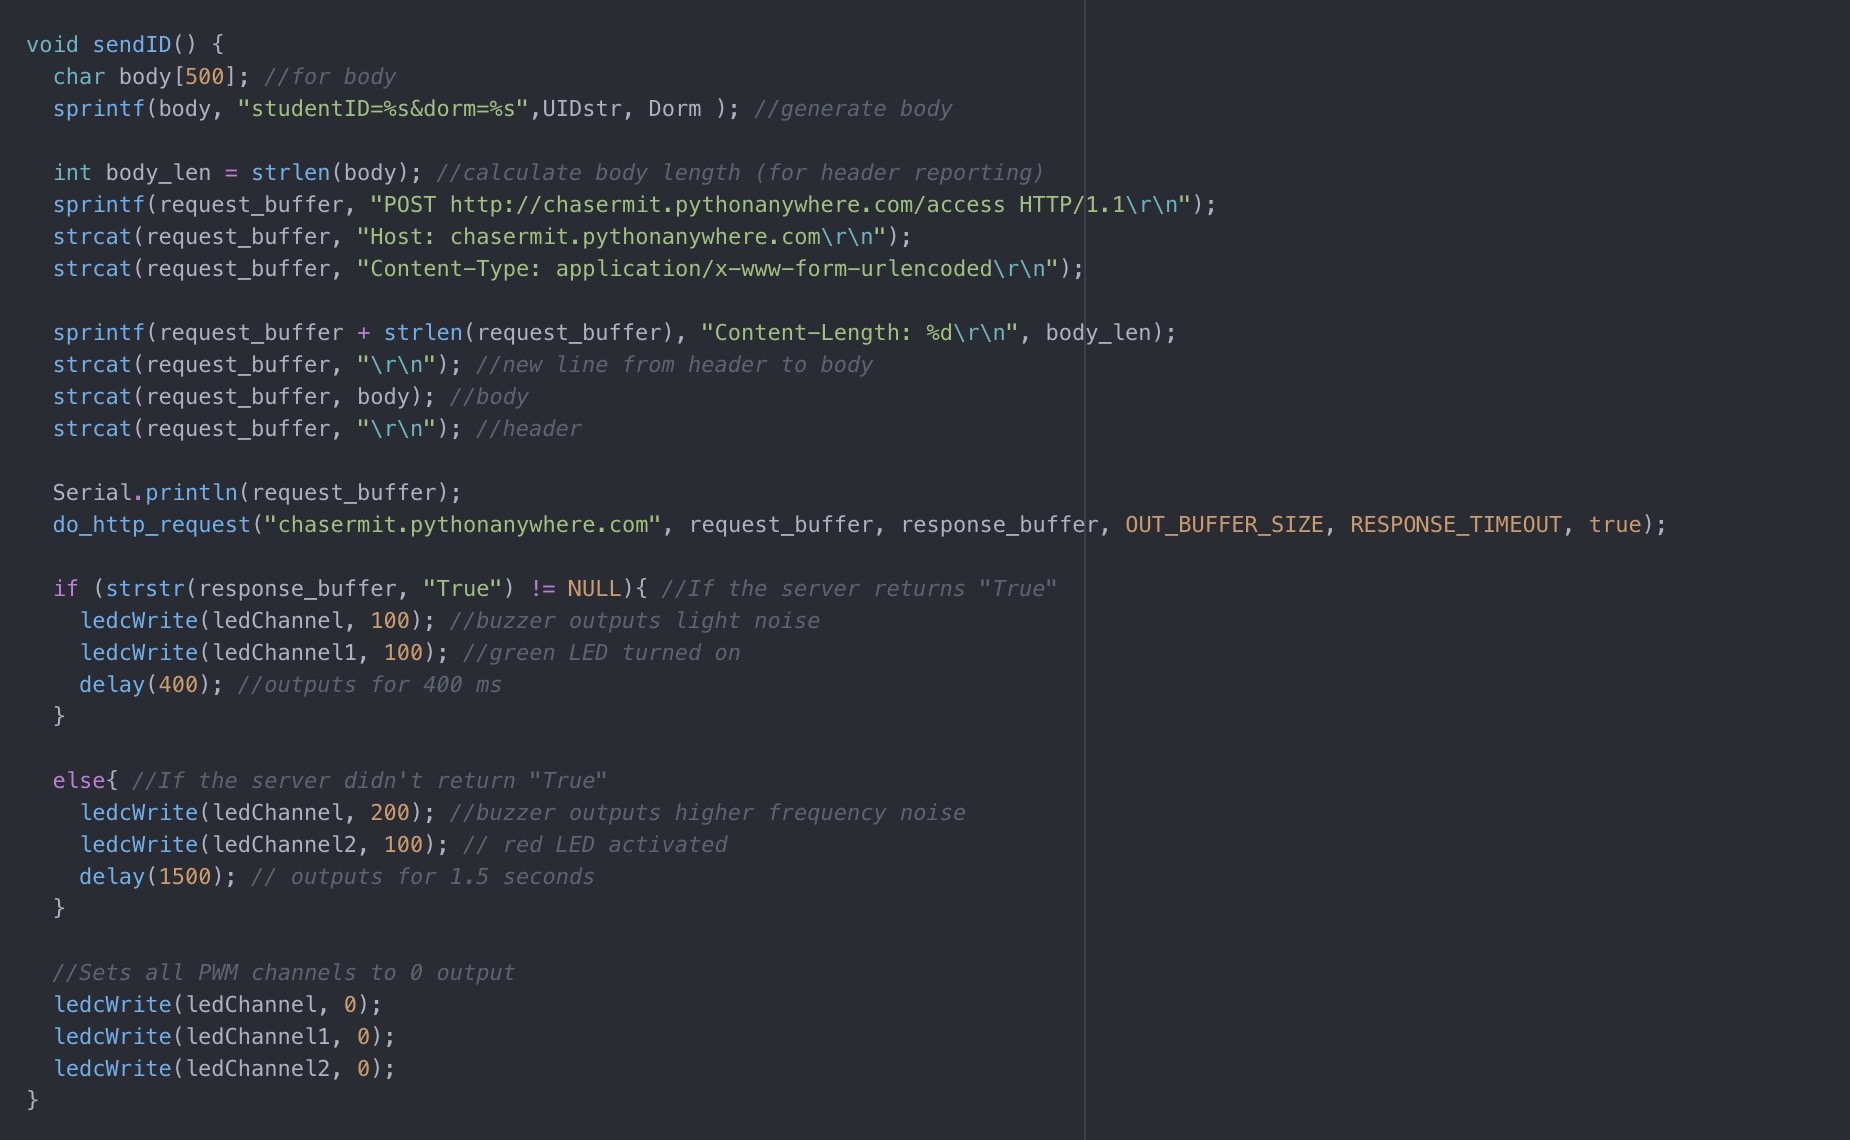 void sendID() {
  char body[500]; //for body
  sprintf(body, "studentID=%s&dorm=%s",UIDstr, Dorm ); //generate body

  int body_len = strlen(body); //calculate body length (for header reporting)
  sprintf(request_buffer, "POST http://chasermit.pythonanywhere.com/access HTTP/1.1\r\n");
  strcat(request_buffer, "Host: chasermit.pythonanywhere.com\r\n");
  strcat(request_buffer, "Content-Type: application/x-www-form-urlencoded\r\n");

  sprintf(request_buffer + strlen(request_buffer), "Content-Length: %d\r\n", body_len);
  strcat(request_buffer, "\r\n"); //new line from header to body
  strcat(request_buffer, body); //body
  strcat(request_buffer, "\r\n"); //header

  Serial.println(request_buffer);
  do_http_request("chasermit.pythonanywhere.com", request_buffer, response_buffer, OUT_BUFFER_SIZE, RESPONSE_TIMEOUT, true);

  if (strstr(response_buffer, "True") != NULL){ //If the server returns "True"
    ledcWrite(ledChannel, 100); //buzzer outputs light noise
    ledcWrite(ledChannel1, 100); //green LED turned on
    delay(400); //outputs for 400 ms
  }

  else{ //If the server didn't return "True"
    ledcWrite(ledChannel, 200); //buzzer outputs higher frequency noise
    ledcWrite(ledChannel2, 100); // red LED activated
    delay(1500); // outputs for 1.5 seconds
  }

  //Sets all PWM channels to 0 output
  ledcWrite(ledChannel, 0);
  ledcWrite(ledChannel1, 0);
  ledcWrite(ledChannel2, 0);
}